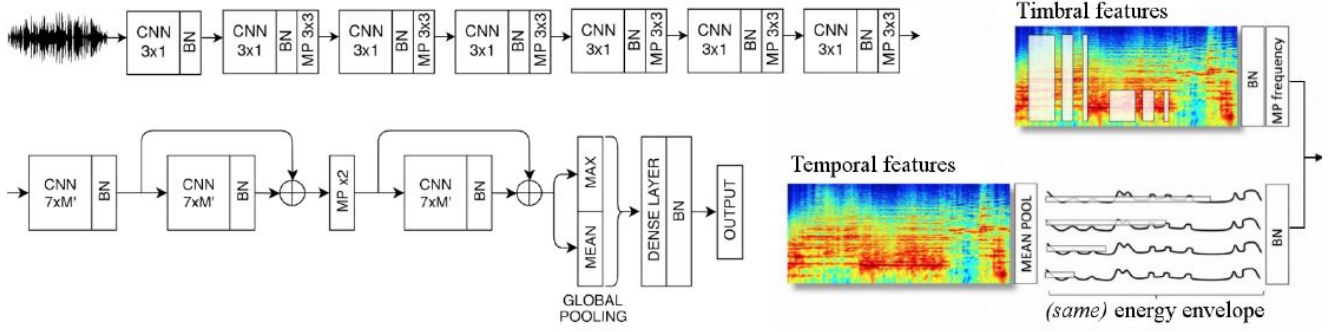 CNN
3x1
BN
CNN
3x1
BN
MP 3x3
CNN
3x1
BN
MP 3x3
CNN
3x1
BN
MP 3x3
CNN
3x1
BN
MP 3x3
CNN
3x1
BN
MP 3x3
CNN
3x1
BN
CNN
7xM'
BN
CNN
7xM'
BN
MP x2
CNN
7xM'
BN
MAX
MEAN
GLOBAL
POOLING
DENSE LAYER
BN
OUTPUT
Timbral features
BN
MP frequency
Temporal features
MEAN POOL
BN
(same) energy envelope